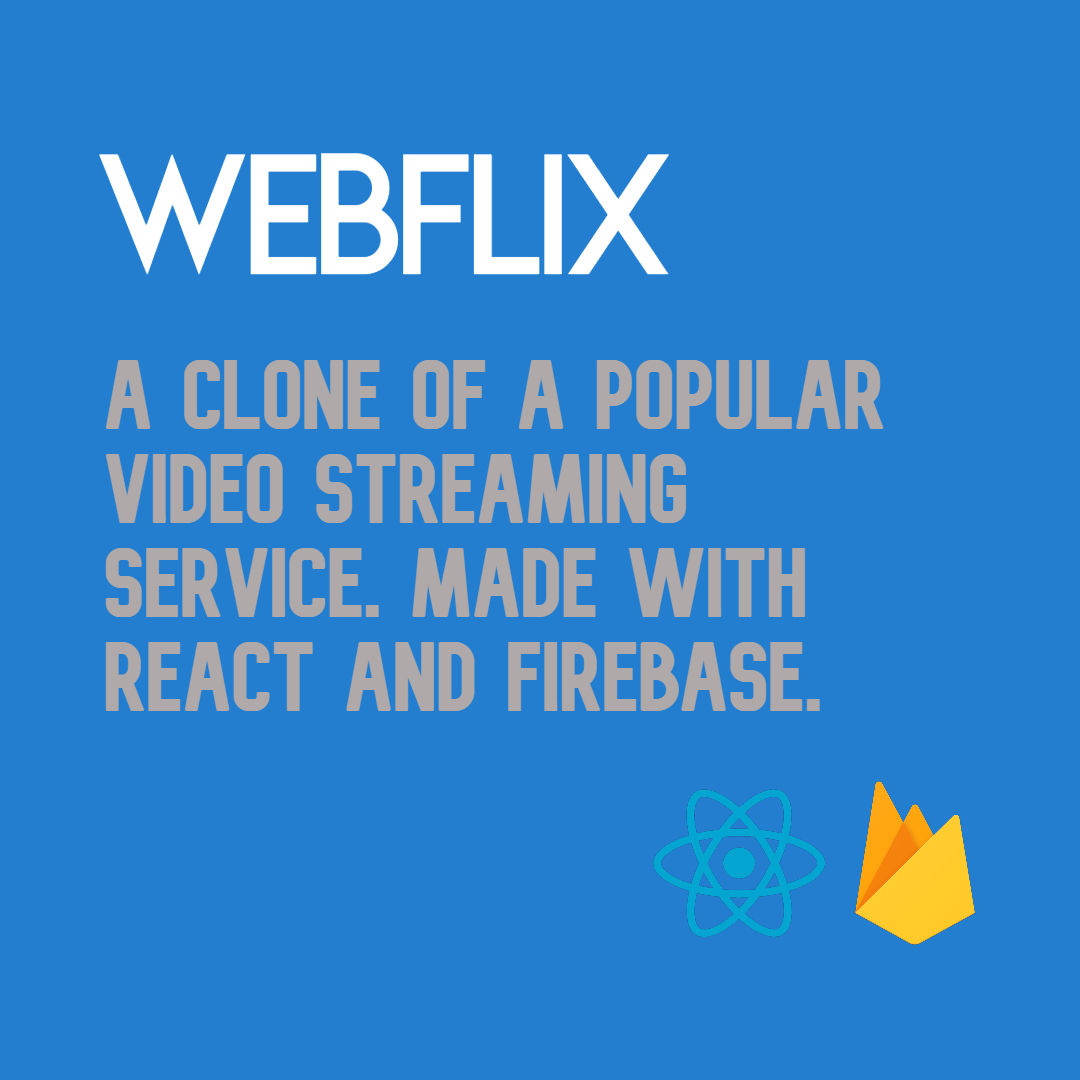 WEBFLIX
A CLONE OF A POPULAR
VIDEO STREAMING
SERVICE. MADE WITH
REACT AND FIREBASE.